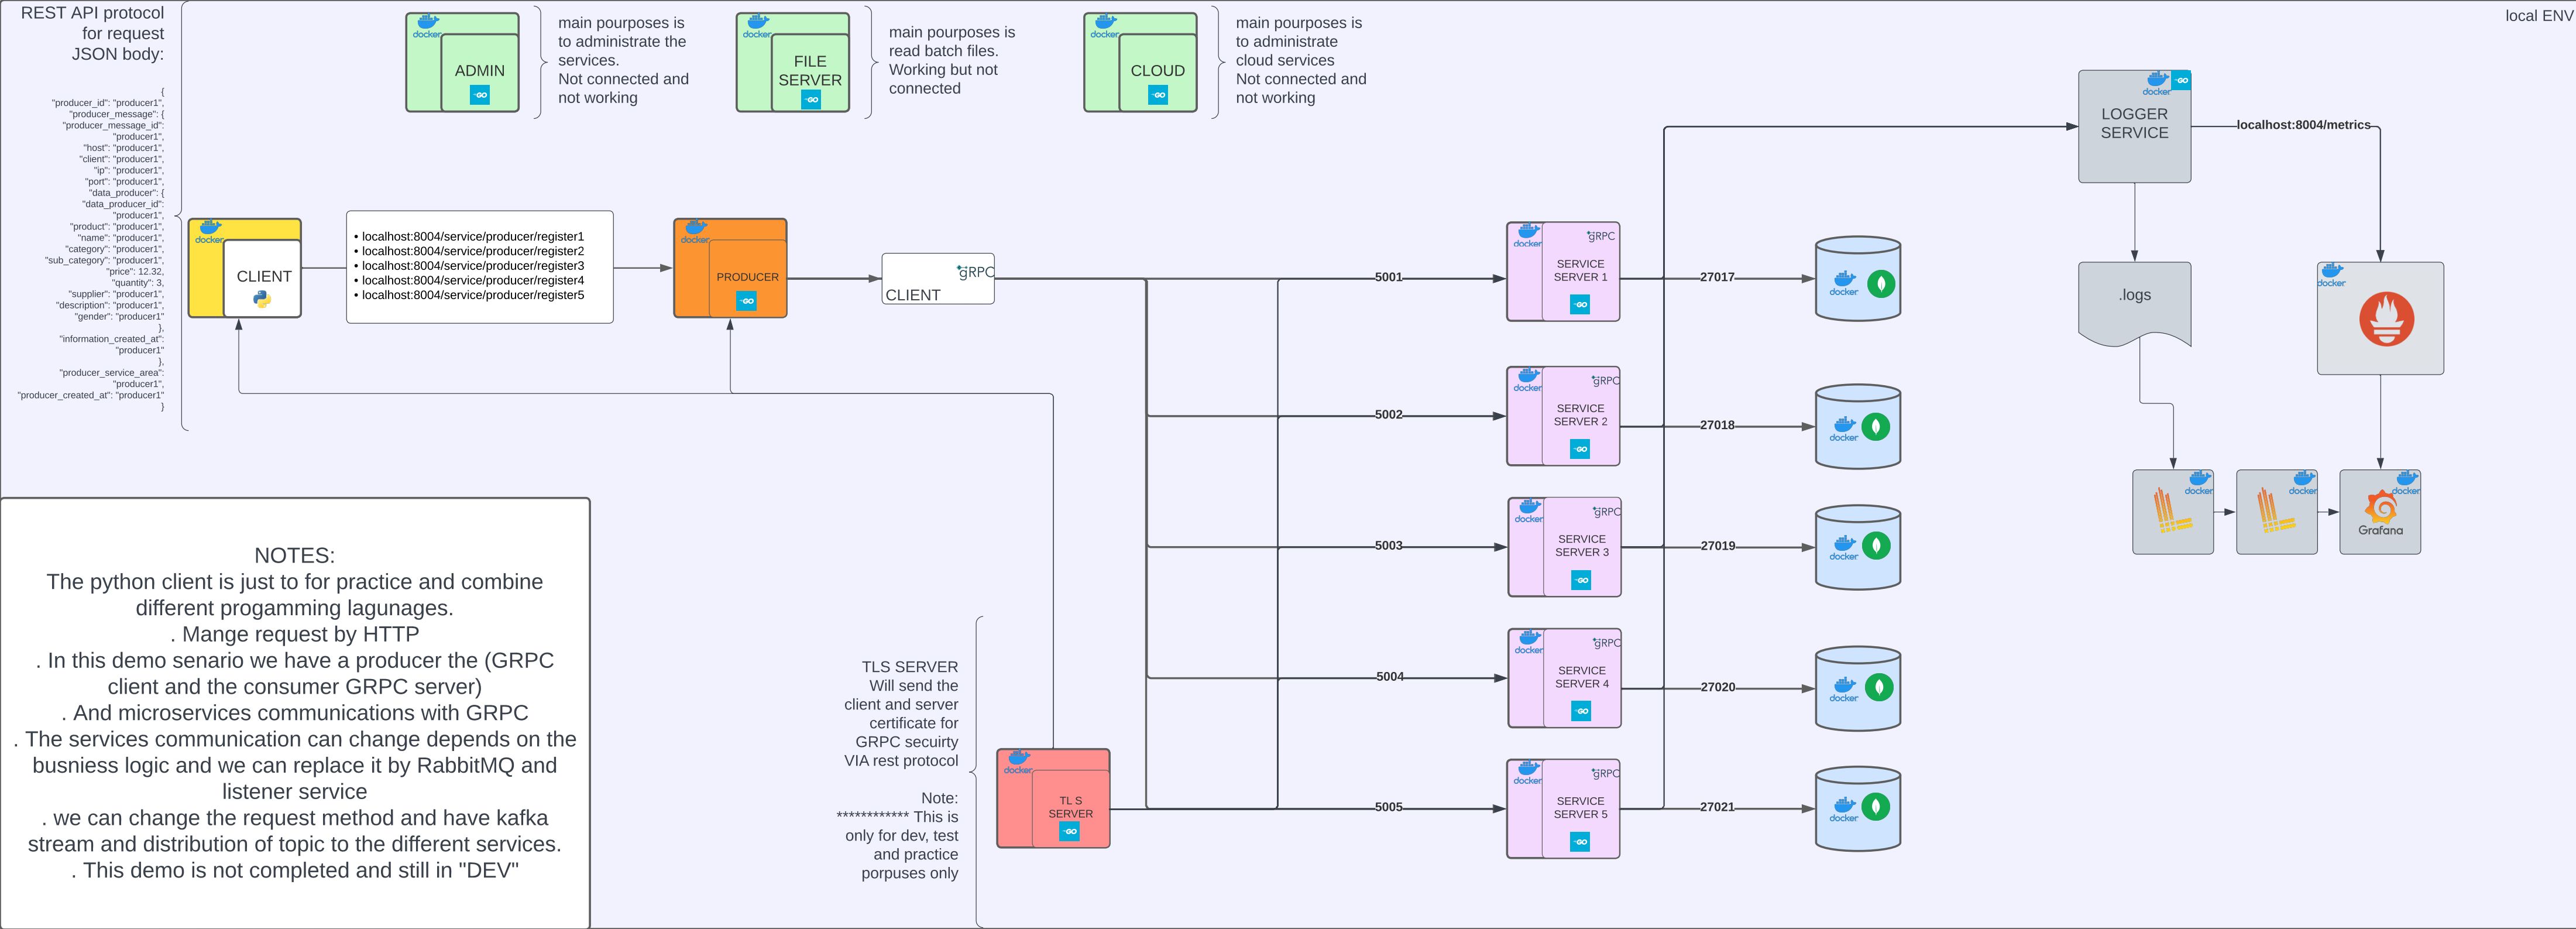 REST API protocol
for request
JSON body:
{
"producer_id": "producer1",
"producer_message": {
"producer_message_id":
"producer1",
"host": "producer1",
"client": "producer1",
"ip": "producer1",
"port": "producer1",
"data_producer": {
"data_producer_id":
"producer1",
"product": "producer1",
"name": "producer1",
"category": "producer1",
"sub_category": "producer1",
"price": 12.32,
"quantity": 3,
"supplier": "producer1",
"description": "producer1",
"gender": "producer1"
},
"information_created_at":
"producer1"
},
"producer_service_area":
"producer1",
"producer_created_at": "producer1"
}
docker
ADMIN
GO
main pourposes is
to administrate the
services.
Not connected and
not working
docker
FILE
SERVER
GO
main pourposes is
read batch files.
Working but not
connected
docker
CLOUD
GO
main pourposes is
to administrate
cloud services
Not connected and
not working
local ENV
docker
GO
LOGGER
SERVICE
localhost:8004/metrics
docker
CLIENT
• localhost:8004/service/producer/register1
• localhost:8004/service/producer/register2
• localhost:8004/service/producer/register3
• localhost:8004/service/producer/register4
• localhost:8004/service/producer/register5
docker
PRODUCER
GO
gRPC
CLIENT
5001
docker
gRPC
SERVICE
SERVER 1
GO
27017
docker
5002
docker
gRPC
SERVICE
SERVER 2
GO
27018
docker
5003
docker
gRPC
SERVICE
SERVER 3
GO
27019
docker
5004
docker
gRPC
SERVICE
SERVER 4
GO
27020
docker
5005
docker
gRPC
SERVICE
SERVER 5
GO
27021
docker
.logs
docker
docker
docker
docker
Grafana
NOTES:
The python client is just to for practice and combine
different progamming lagunages.
. Mange request by HTTP
. In this demo senario we have a producer the (GRPC
client and the consumer GRPC server)
. And microservices communications with GRPC
. The services communication can change depends on the
busniess logic and we can replace it by RabbitMQ and
listener service
. we can change the request method and have kafka
stream and distribution of topic to the different services.
. This demo is not completed and still in "DEV"
TLS SERVER
Will send the
client and server
certificate for
GRPC secuirty
VIA rest protocol
Note:
************ This is
only for dev, test
and practice
porpuses only
docker
TL S
SERVER
GO